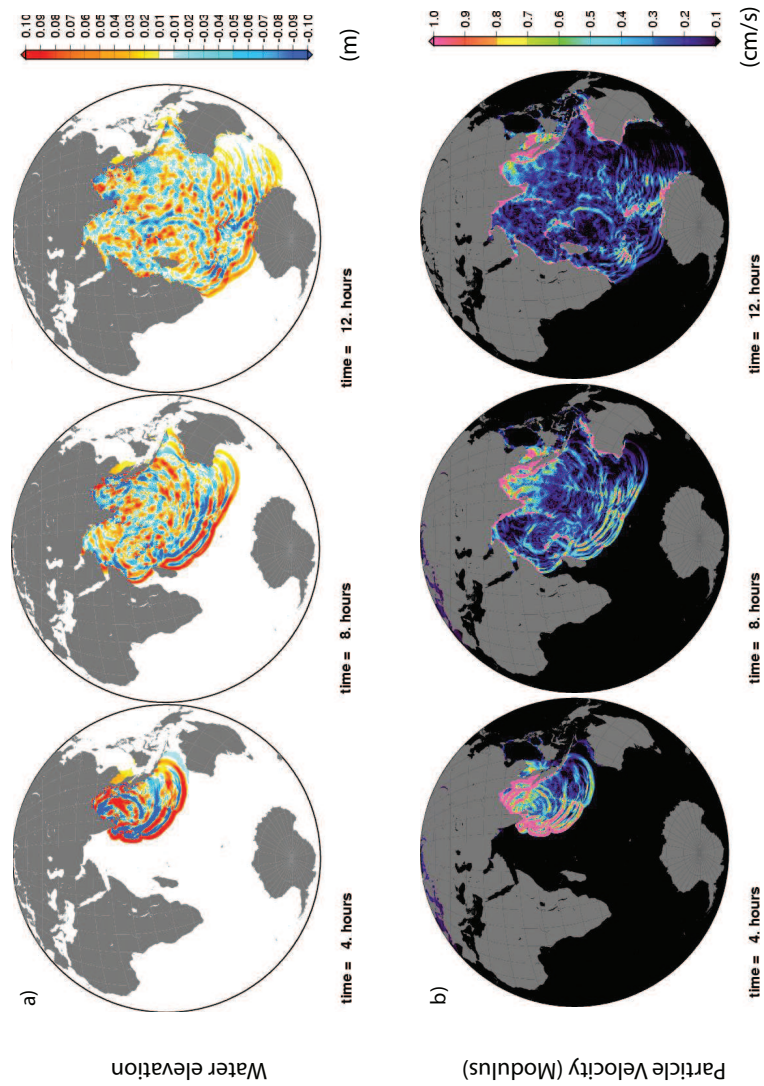 a)
Water elevation
time = 4. hours
time = 8. hours
time = 12. hours
0.10
0.09
0.08
0.07
0.06
0.05
0.04
0.03
0.02
0.01
-0.01
-0.02
-0.03
-0.04
-0.05
-0.06
-0.07
-0.08
-0.09
-0.10
(m)
b)
Particle Velocity (Modulus)
time = 4. hours
time = 8. hours
time = 12. hours
1.0
0.9
0.8
0.7
0.6
0.5
0.4
0.3
0.2
0.1
(cm/s)